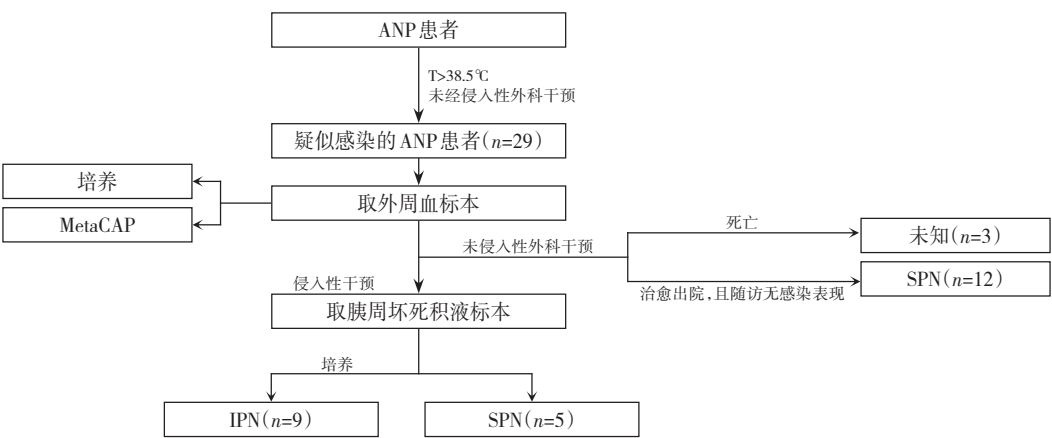 ANP患者
T>38.5℃
未经侵入性外科干预
疑似感染的ANP患者(n=29)
培养
取外周血标本
MetaCAP
死亡
未知(n=3)
未侵入性外科干预
侵入性干预
SPN(n=12)
治愈出院,且随访无感染表现
取胰周坏死积液标本
培养
IPN(n=9)
SPN(n=5)